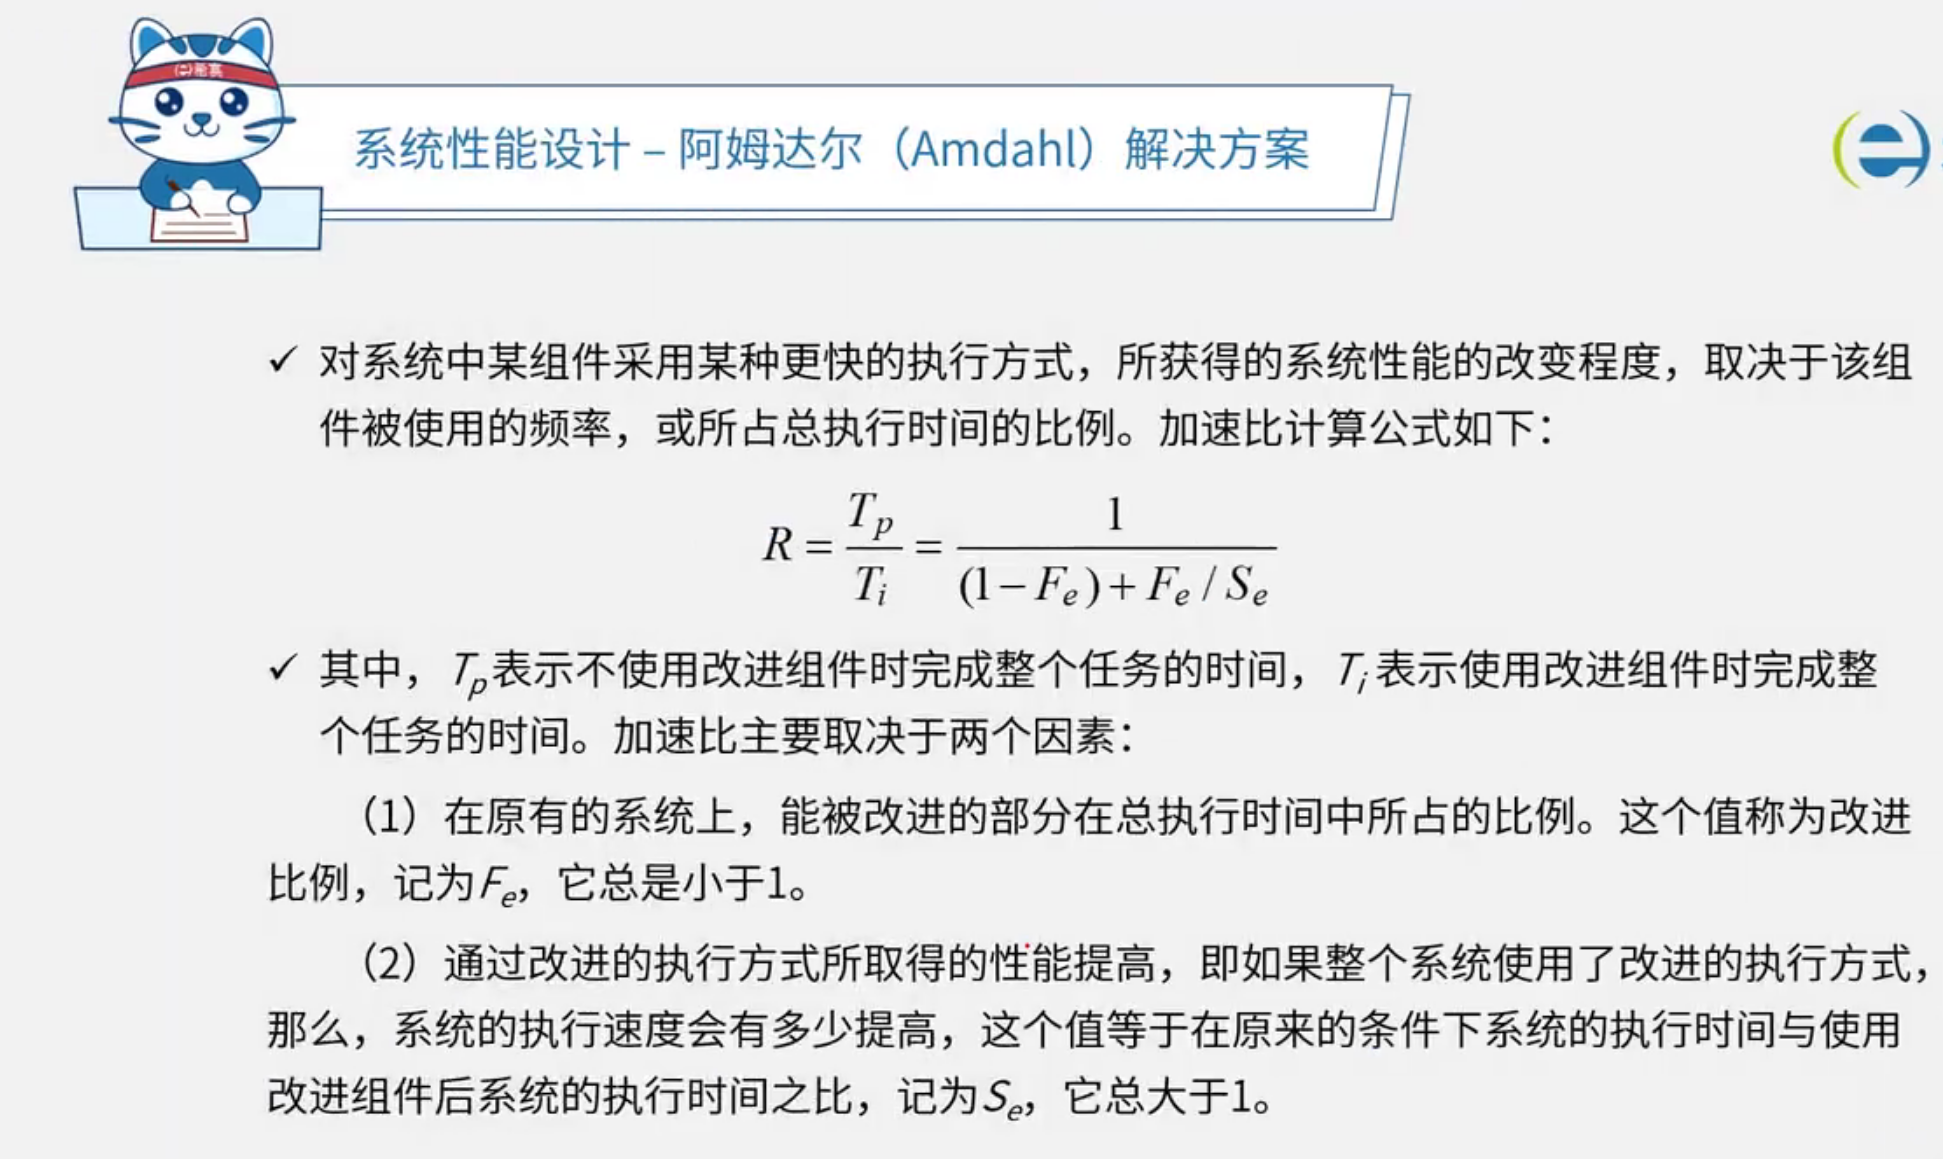 希赛
系统性能设计 – 阿姆达尔（Amdahl）解决方案
✓ 对系统中某组件采用某种更快的执行方式，所获得的系统性能的改变程度，取决于该组
件被使用的频率，或所占总执行时间的比例。加速比计算公式如下：
R = T_p / T_i = 1 / ((1 − F_e) + F_e / S_e)
✓ 其中，T_p表示不使用改进组件时完成整个任务的时间，T_i 表示使用改进组件时完成整
个任务的时间。加速比主要取决于两个因素：
（1）在原有的系统上，能被改进的部分在总执行时间中所占的比例。这个值称为改进
比例，记为F_e，它总是小于1。
（2）通过改进的执行方式所取得的性能提高，即如果整个系统使用了改进的执行方式，
那么，系统的执行速度会有多少提高，这个值等于在原来的条件下系统的执行时间与使用
改进组件后系统的执行时间之比，记为S_e，它总大于1。